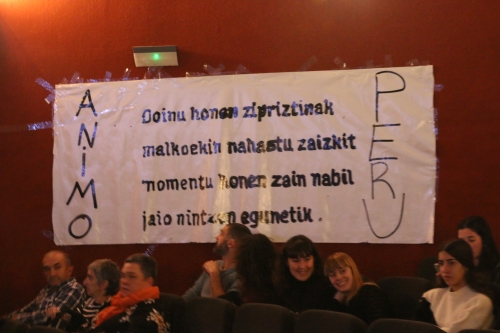 ANiMO
Doinu honen zipriztinak
malkoekin nahastu zaizkit
momentu honen zain nabil
jaio nintzen egunetik.
PERU